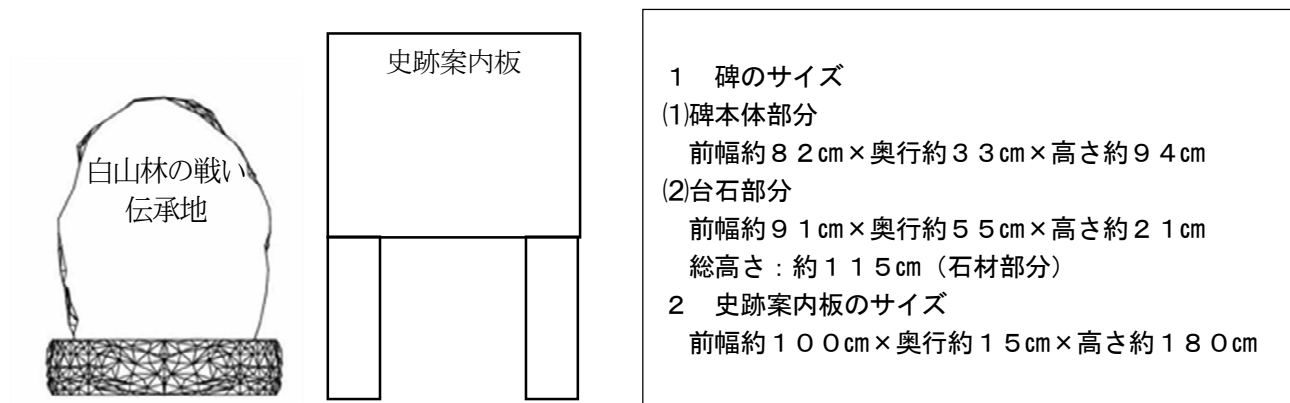 白山林の戦い
伝承地
史跡案内板
１　碑のサイズ
⑴碑本体部分
前幅約８２㎝×奥行約３３㎝×高さ約９４㎝
⑵台石部分
前幅約９１㎝×奥行約５５㎝×高さ約２１㎝
総高さ：約１１５㎝（石材部分）
２　史跡案内板のサイズ
前幅約１００㎝×奥行約１５㎝×高さ約１８０㎝